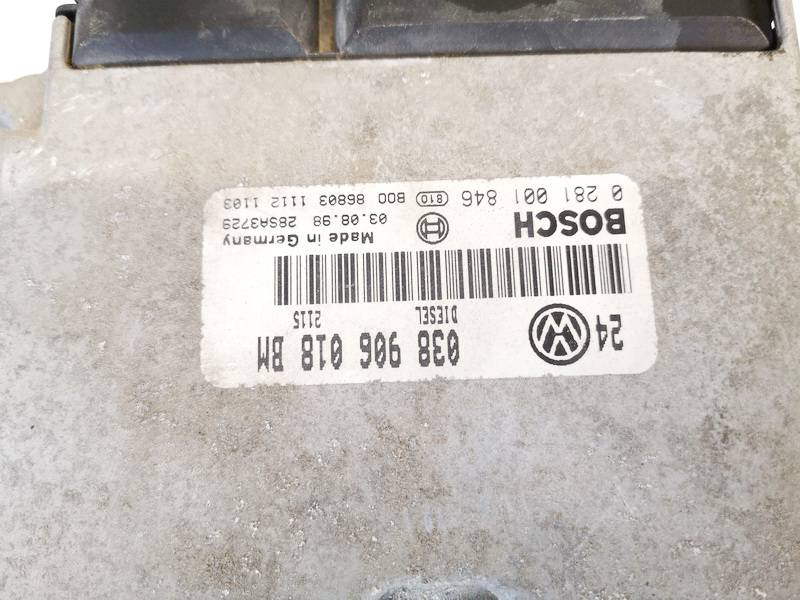 24 038 906 018 BM
DIESEL 2115
BOSCH Made in Germany
03.08.98 28SA3729
0 281 001 846 810 BOO 86803 1112 1103